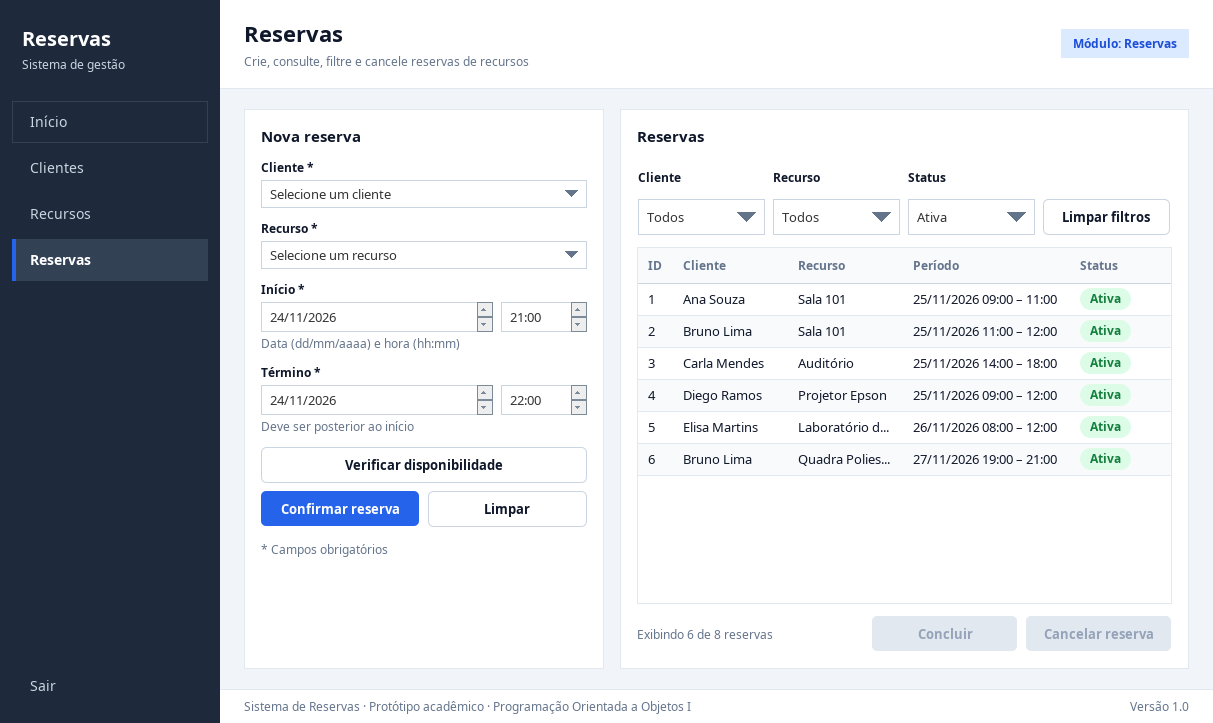 Reservas
Sistema de gestão
Início
Clientes
Recursos
Reservas
Sair
Reservas
Crie, consulte, filtre e cancele reservas de recursos
Módulo: Reservas
Nova reserva
Cliente *
Selecione um cliente
Recurso *
Selecione um recurso
Início *
24/11/2026 21:00
Data (dd/mm/aaaa) e hora (hh:mm)
Término *
24/11/2026 22:00
Deve ser posterior ao início
Verificar disponibilidade
Confirmar reserva Limpar
* Campos obrigatórios
Reservas
Cliente Recurso Status
Todos Todos Ativa Limpar filtros
ID Cliente Recurso Período Status
1 Ana Souza Sala 101 25/11/2026 09:00 – 11:00 Ativa
2 Bruno Lima Sala 101 25/11/2026 11:00 – 12:00 Ativa
3 Carla Mendes Auditório 25/11/2026 14:00 – 18:00 Ativa
4 Diego Ramos Projetor Epson 25/11/2026 09:00 – 12:00 Ativa
5 Elisa Martins Laboratório d... 26/11/2026 08:00 – 12:00 Ativa
6 Bruno Lima Quadra Polies... 27/11/2026 19:00 – 21:00 Ativa
Exibindo 6 de 8 reservas
Concluir Cancelar reserva
Sistema de Reservas · Protótipo acadêmico · Programação Orientada a Objetos I
Versão 1.0